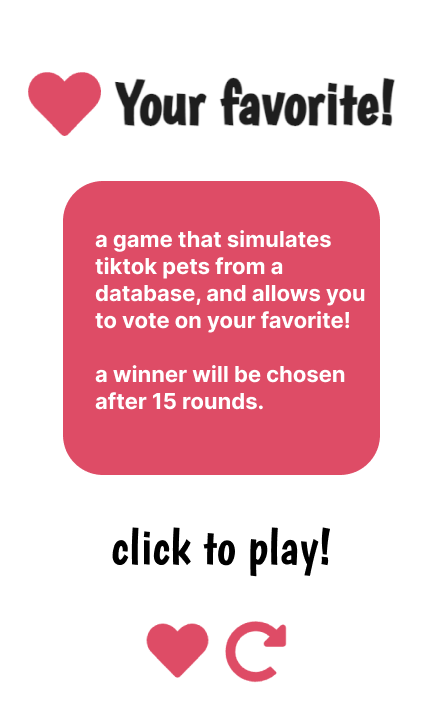 Your favorite!
a game that simulates
tiktok pets from a
database, and allows you
to vote on your favorite!
a winner will be chosen
after 15 rounds.
click to play!